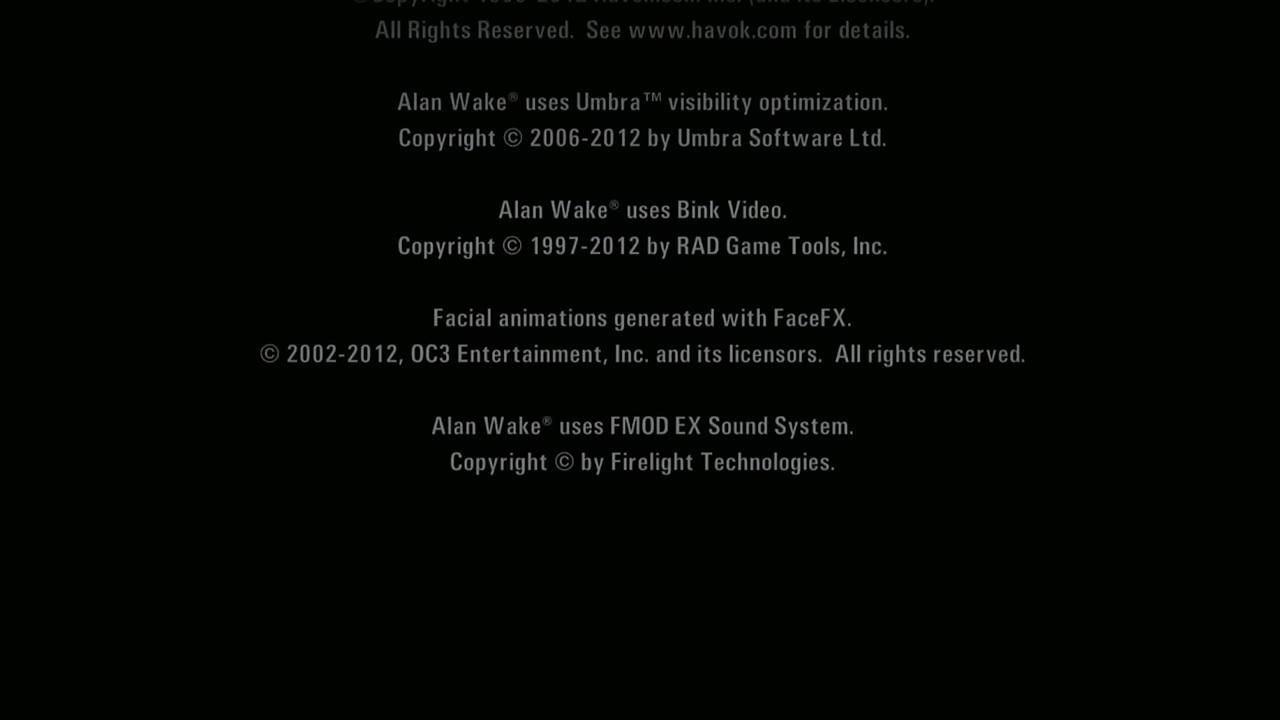 All Rights Reserved.  See www.havok.com for details.
Alan Wake® uses Umbra™ visibility optimization.
Copyright © 2006-2012 by Umbra Software Ltd.
Alan Wake® uses Bink Video.
Copyright © 1997-2012 by RAD Game Tools, Inc.
Facial animations generated with FaceFX.
© 2002-2012, OC3 Entertainment, Inc. and its licensors.  All rights reserved.
Alan Wake® uses FMOD EX Sound System.
Copyright © by Firelight Technologies.